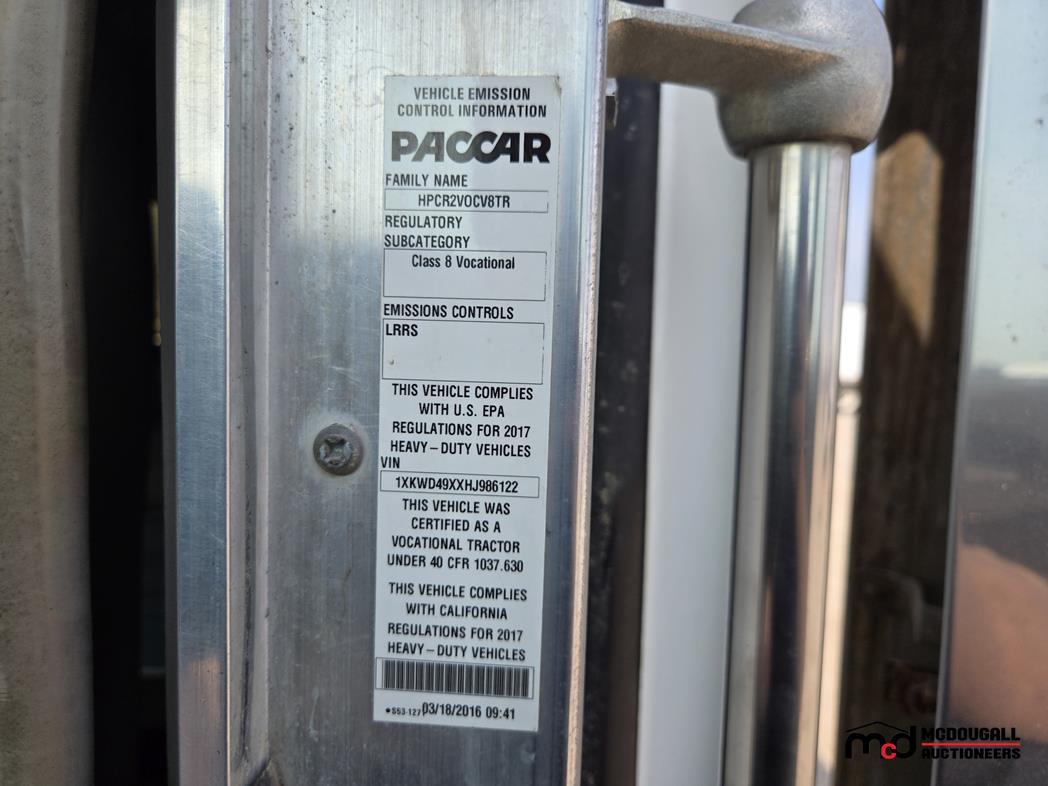 VEHICLE EMISSION
CONTROL INFORMATION
PACCAR
FAMILY NAME
HPCR2VOCV8TR
REGULATORY
SUBCATEGORY
Class 8 Vocational
EMISSIONS CONTROLS
LRRS
THIS VEHICLE COMPLIES
WITH U.S. EPA
REGULATIONS FOR 2017
HEAVY-DUTY VEHICLES
VIN
1XKWD49XXHJ986122
THIS VEHICLE WAS
CERTIFIED AS A
VOCATIONAL TRACTOR
UNDER 40 CFR 1037.630
THIS VEHICLE COMPLIES
WITH CALIFORNIA
REGULATIONS FOR 2017
HEAVY-DUTY VEHICLES
S53-127 03/18/2016 09:41
mcd MCDOUGALL
AUCTIONEERS